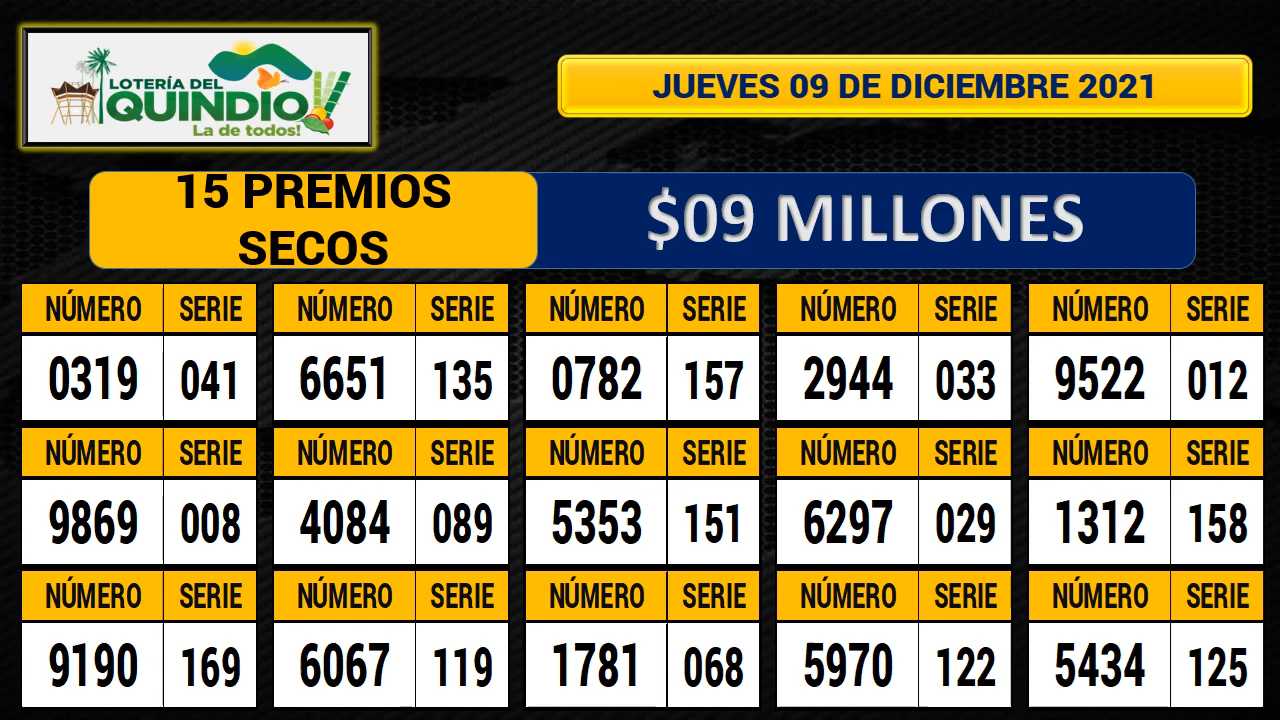 LOTERÍA DEL
QUINDIO
La de todos!
JUEVES 09 DE DICIEMBRE 2021
15 PREMIOS
SECOS
$09 MILLONES
NÚMERO SERIE NÚMERO SERIE NÚMERO SERIE NÚMERO SERIE NÚMERO SERIE
0319 041 6651 135 0782 157 2944 033 9522 012
NÚMERO SERIE NÚMERO SERIE NÚMERO SERIE NÚMERO SERIE NÚMERO SERIE
9869 008 4084 089 5353 151 6297 029 1312 158
NÚMERO SERIE NÚMERO SERIE NÚMERO SERIE NÚMERO SERIE NÚMERO SERIE
9190 169 6067 119 1781 068 5970 122 5434 125